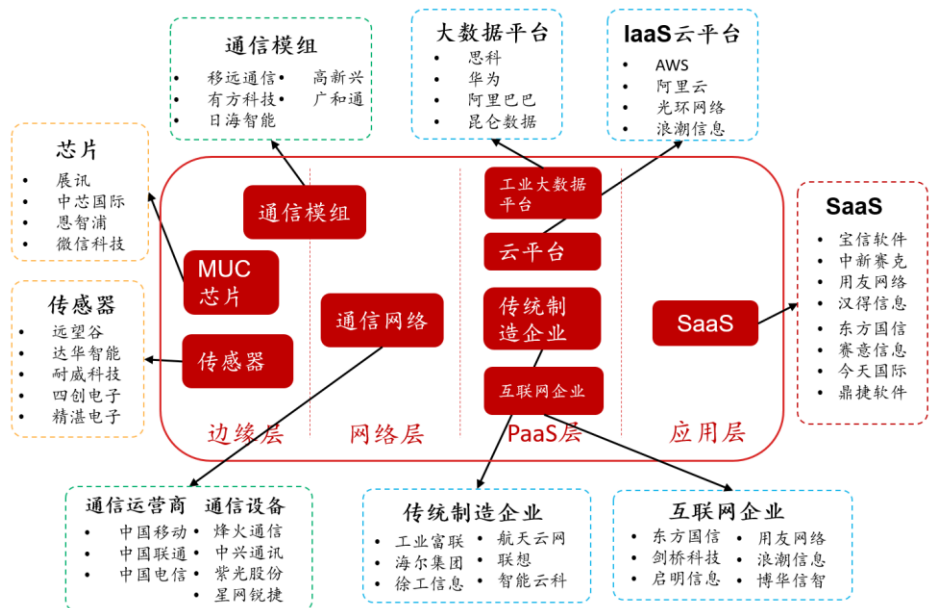 通信模组
移远通信
有方科技
日海智能
高新兴
广和通
大数据平台
思科
华为
阿里巴巴
昆仑数据
IaaS云平台
AWS
阿里云
光环网络
浪潮信息
芯片
展讯
中芯国际
恩智浦
微信科技
传感器
远望谷
达华智能
耐威科技
四创电子
精湛电子
通信模组
MUC
芯片
传感器
通信网络
工业大数据
平台
云平台
传统制
造企业
互联网企业
SaaS
边缘层
网络层
PaaS层
应用层
SaaS
宝信软件
中新赛克
用友网络
汉得信息
东方国信
赛意信息
今天国际
鼎捷软件
通信运营商
中国移动
中国联通
中国电信
通信设备
烽火通信
中兴通讯
紫光股份
星网锐捷
传统制造企业
工业富联
海尔集团
徐工信息
航天云网
联想
智能云科
互联网企业
东方国信
剑桥科技
启明信息
用友网络
浪潮信息
博华信智